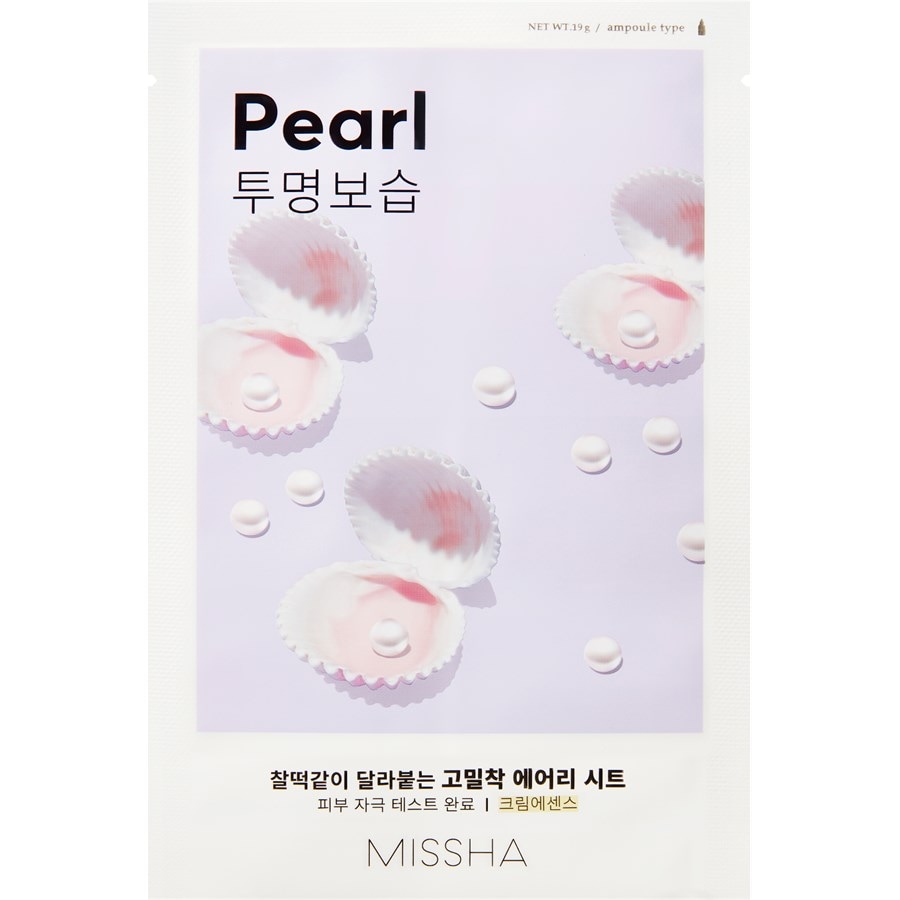 NET WT.19g / ampoule type
Pearl
투명보습
찰떡같이 달라붙는 고밀착 에어리 시트
피부 자극 테스트 완료 | 크림에센스
MISSHA